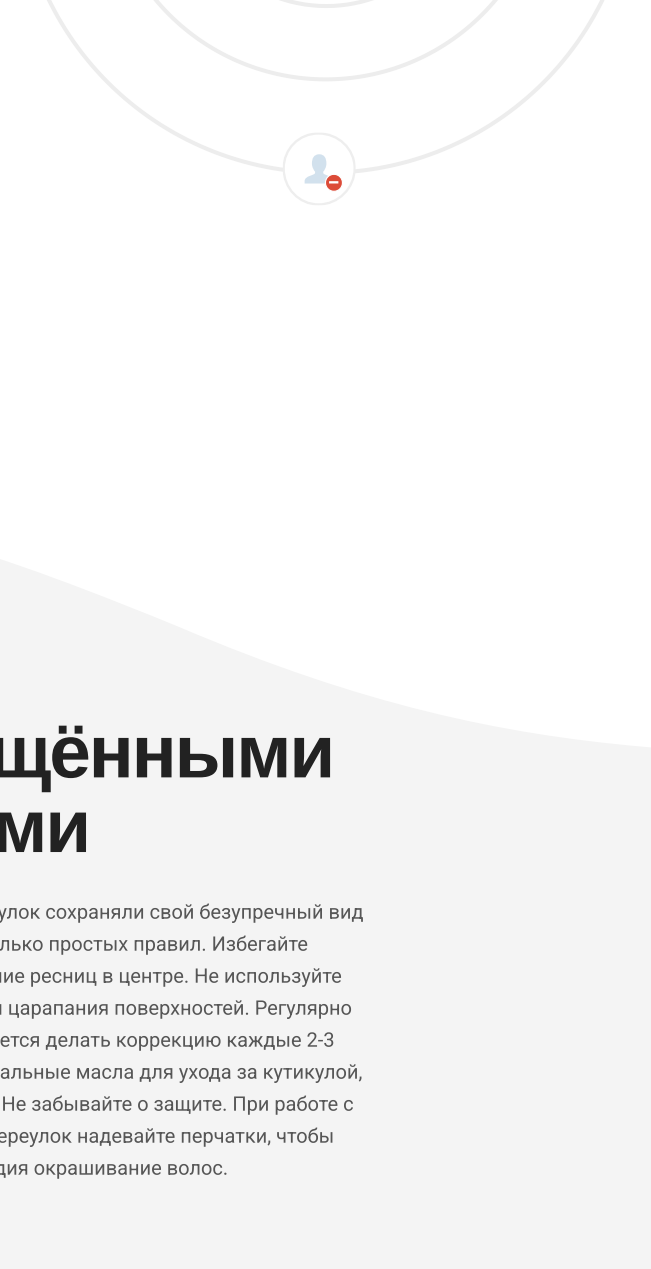 щёнными
ми
улок сохраняли свой безупречный вид
лько простых правил. Избегайте
ние ресниц в центре. Не используйте
царапания поверхностей. Регулярно
ется делать коррекцию каждые 2-3
альные масла для ухода за кутикулой,
Не забывайте о защите. При работе с
ереулок надевайте перчатки, чтобы
дия окрашивание волос.